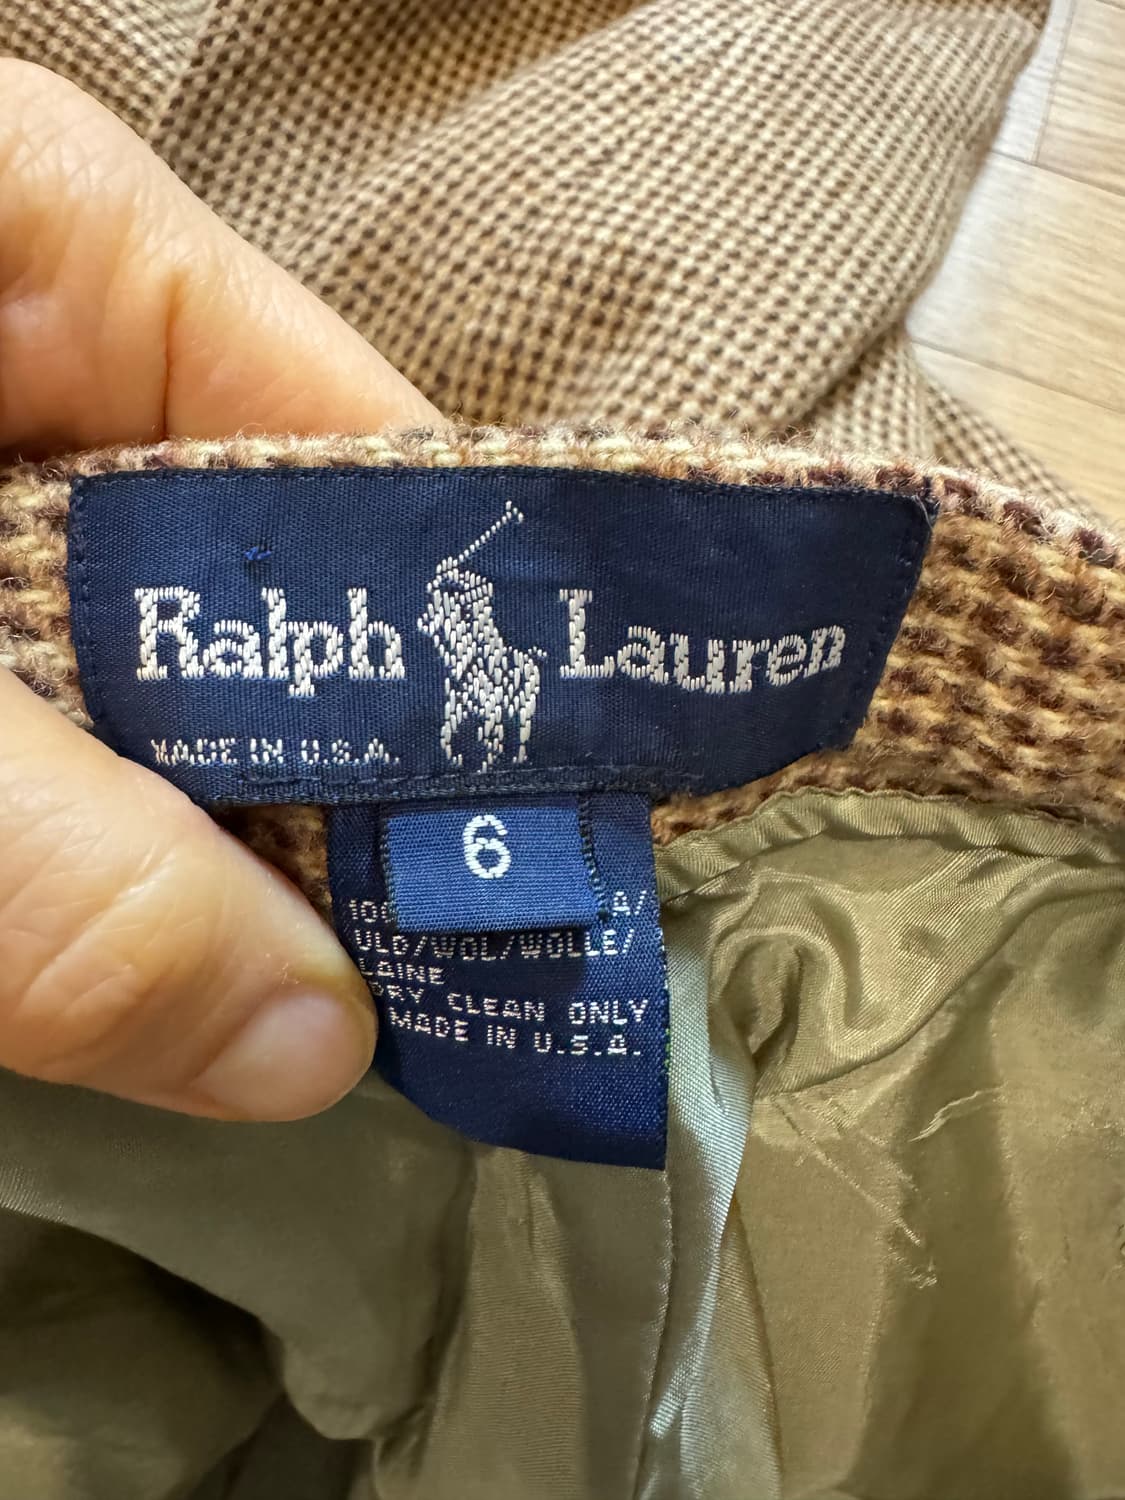 Ralph Lauren
MADE IN U.S.A.
6
ULD/WOL/WOLLE/
LAINE
DRY CLEAN ONLY
MADE IN U.S.A.